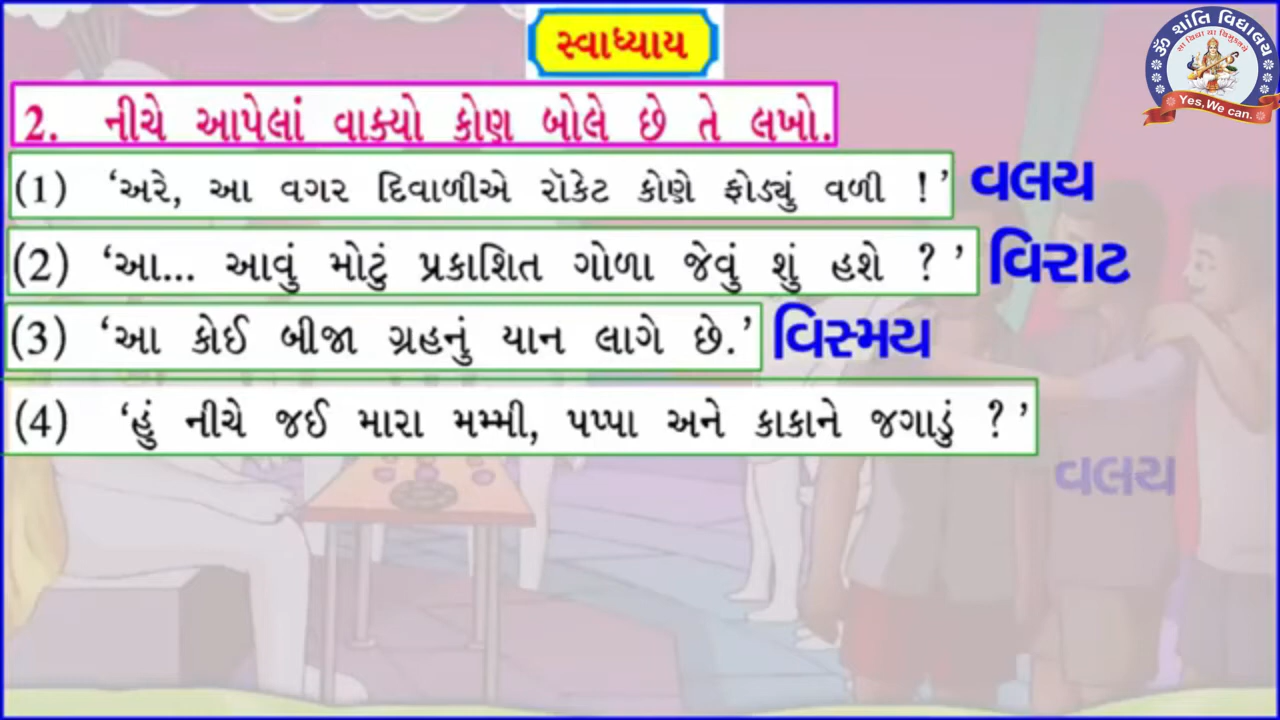 સ્વાધ્યાય
ૐ શાંતિ વિદ્યાલય
સા વિદ્યા યા વિમુક્તયે
Yes, We can.
2. નીચે આપેલાં વાક્યો કોણ બોલે છે તે લખો.
(1) ‘અરે, આ વગર દિવાળીએ રૉકેટ કોણે ફોડ્યું વળી !’ વલય
(2) ‘આ... આવું મોટું પ્રકાશિત ગોળા જેવું શું હશે ?’ વિરાટ
(3) ‘આ કોઈ બીજા ગ્રહનું યાન લાગે છે.’ વિસ્મય
(4) ‘હું નીચે જઈ મારા મમ્મી, પપ્પા અને કાકાને જગાડું ?’
વલય